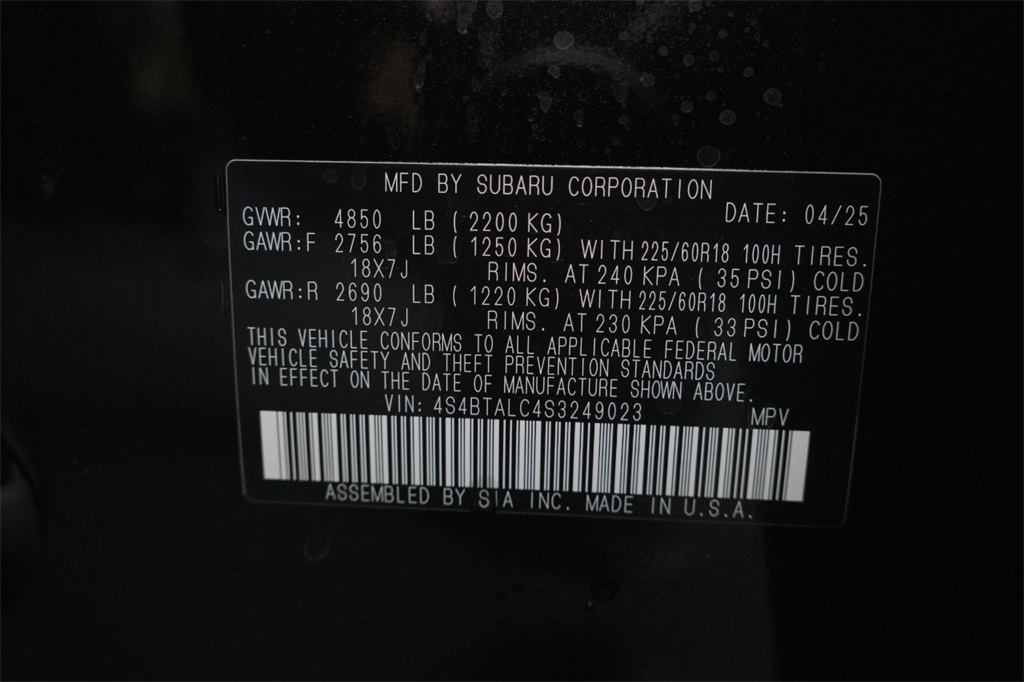 MFD BY SUBARU CORPORATION
DATE: 04/25
GVWR: 4850 LB (2200 KG)
GAWR:F 2756 LB (1250 KG) WITH 225/60R18 100H TIRES.
18X7J RIMS. AT 240 KPA (35 PSI) COLD
GAWR:R 2690 LB (1220 KG) WITH 225/60R18 100H TIRES.
18X7J RIMS. AT 230 KPA (33 PSI) COLD
THIS VEHICLE CONFORMS TO ALL APPLICABLE FEDERAL MOTOR
VEHICLE SAFETY AND THEFT PREVENTION STANDARDS
IN EFFECT ON THE DATE OF MANUFACTURE SHOWN ABOVE.
VIN: 4S4BTALC4S3249023 MPV
ASSEMBLED BY SIA INC. MADE IN U.S.A.